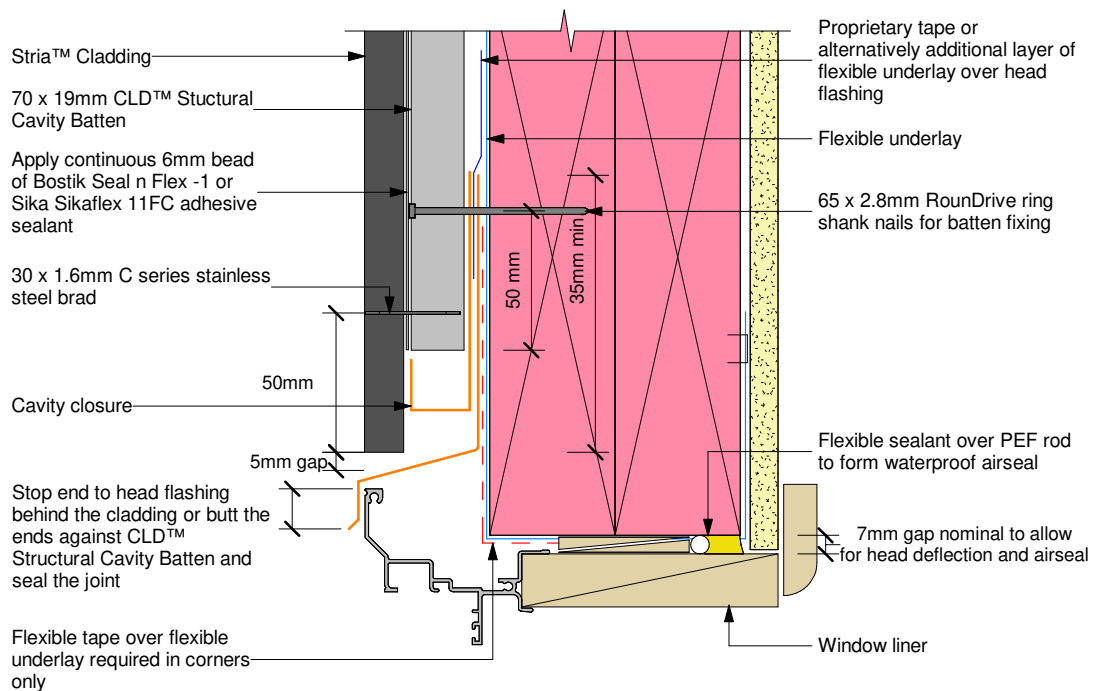 Stria™ Cladding
70 x 19mm CLD™ Stuctural
Cavity Batten
Apply continuous 6mm bead
of Bostik Seal n Flex -1 or
Sika Sikaflex 11FC adhesive
sealant
30 x 1.6mm C series stainless
steel brad
50mm
Cavity closure
5mm gap
Stop end to head flashing
behind the cladding or butt the
ends against CLD™
Structural Cavity Batten and
seal the joint
Flexible tape over flexible
underlay required in corners
only
50 mm
35mm min
Proprietary tape or
alternatively additional layer of
flexible underlay over head
flashing
Flexible underlay
65 x 2.8mm RounDrive ring
shank nails for batten fixing
Flexible sealant over PEF rod
to form waterproof airseal
7mm gap nominal to allow
for head deflection and airseal
Window liner